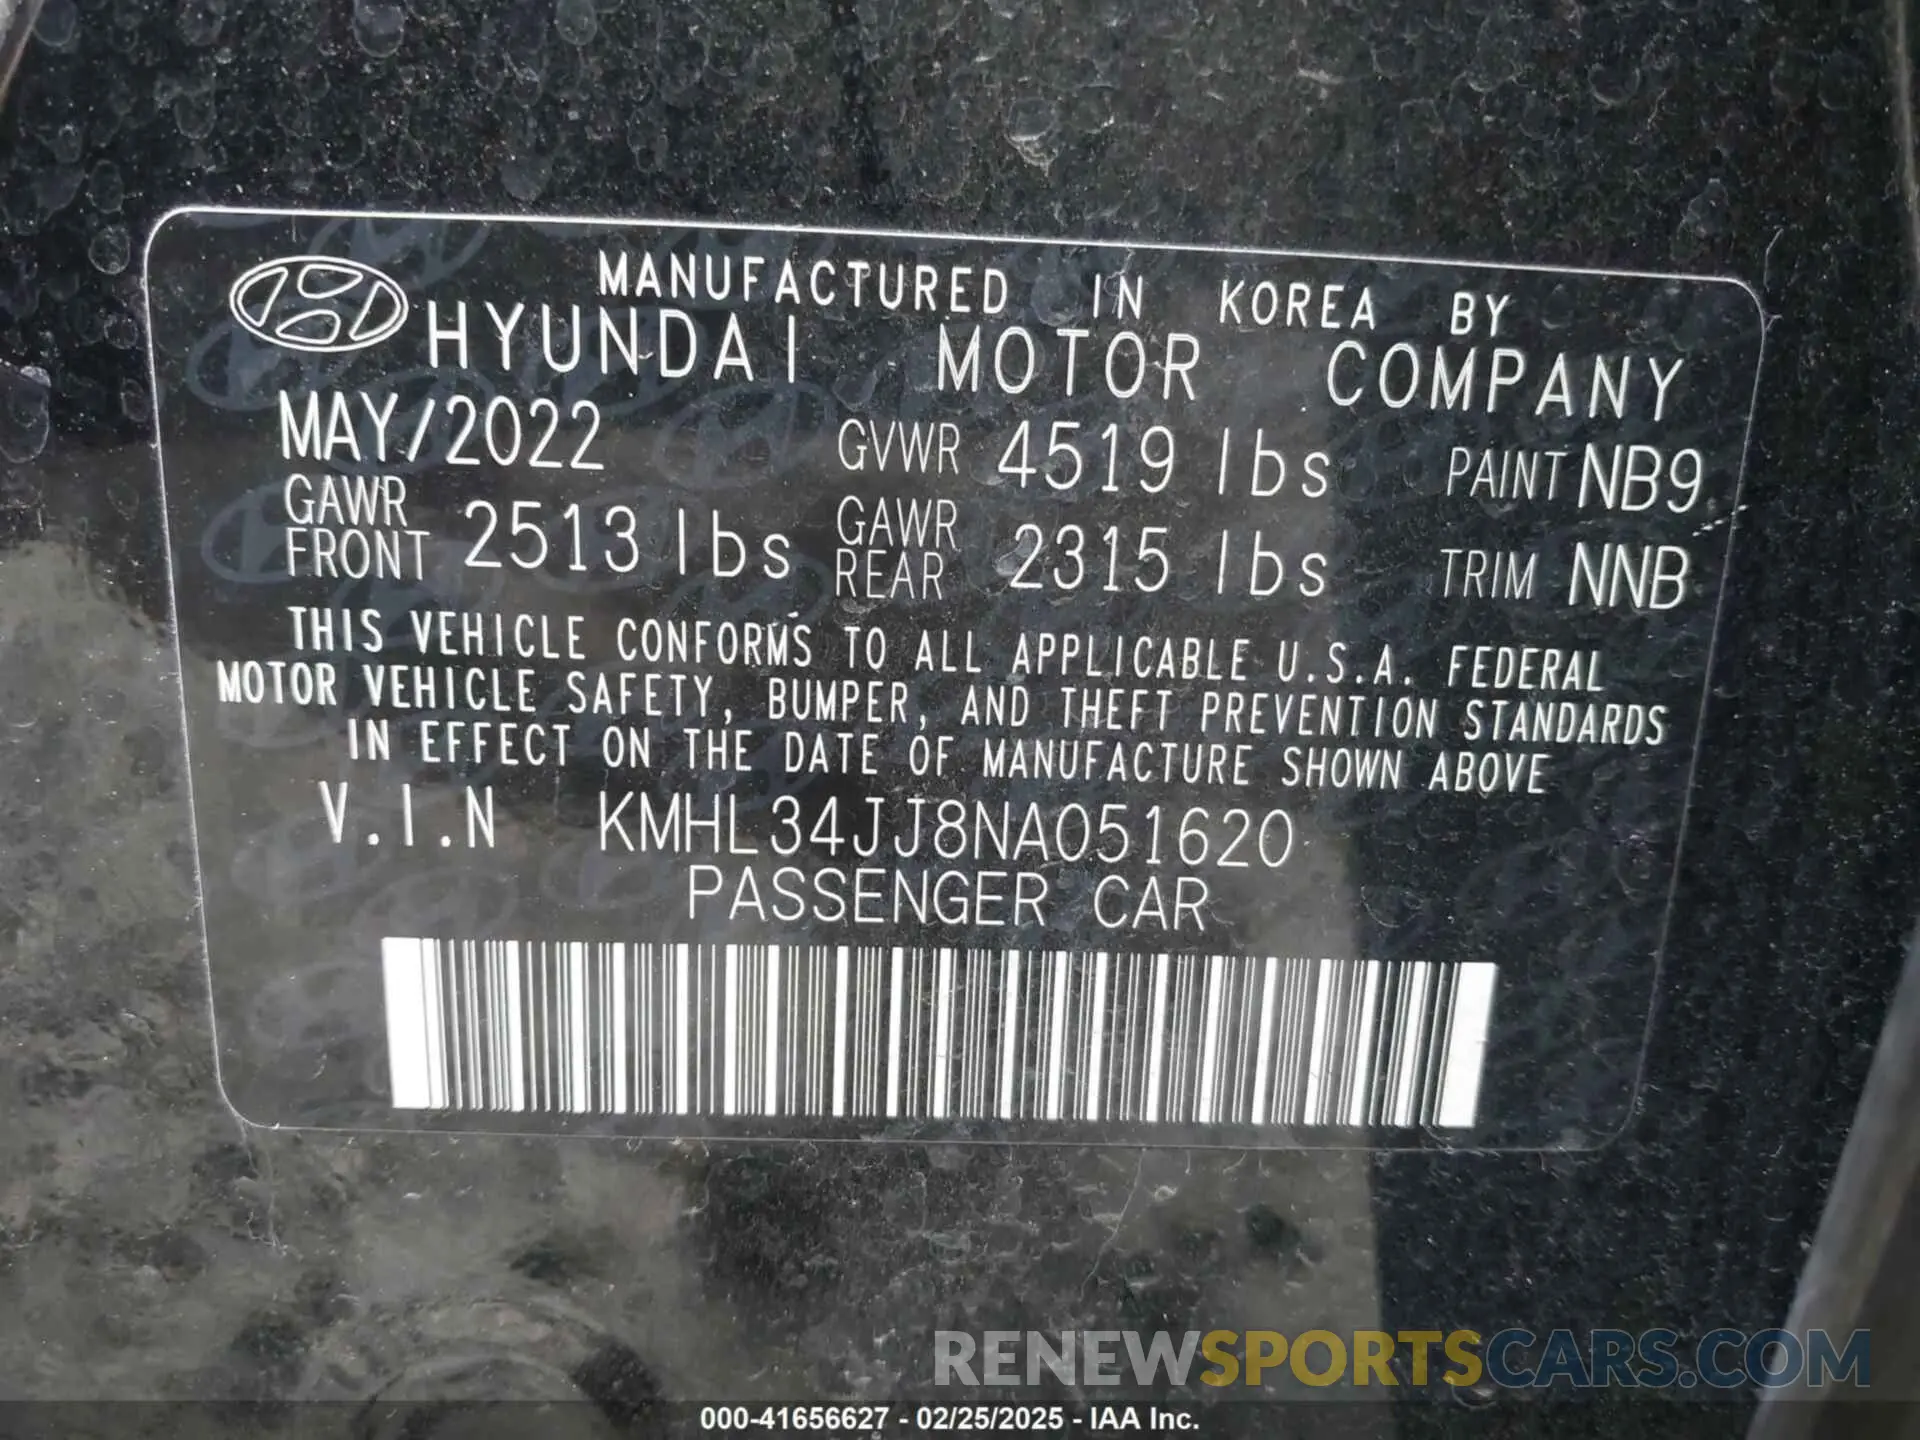 MANUFACTURED IN KOREA BY
HYUNDAI MOTOR COMPANY
MAY/2022 GVWR 4519 lbs PAINT NB9
GAWR FRONT 2513 lbs GAWR REAR 2315 lbs TRIM NNB
THIS VEHICLE CONFORMS TO ALL APPLICABLE U.S.A. FEDERAL
MOTOR VEHICLE SAFETY, BUMPER, AND THEFT PREVENTION STANDARDS
IN EFFECT ON THE DATE OF MANUFACTURE SHOWN ABOVE
V.I.N KMHL34JJ8NA051620
PASSENGER CAR
RENEWSPORTSCARS.COM
000-41656627 - 02/25/2025 - IAA Inc.